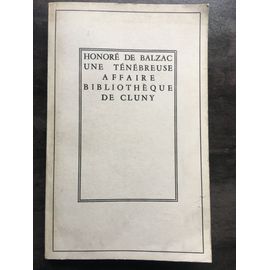 HONORÉ DE BALZAC
UNE TÉNÉBREUSE
AFFAIRE
BIBLIOTHÈQUE
DE CLUNY